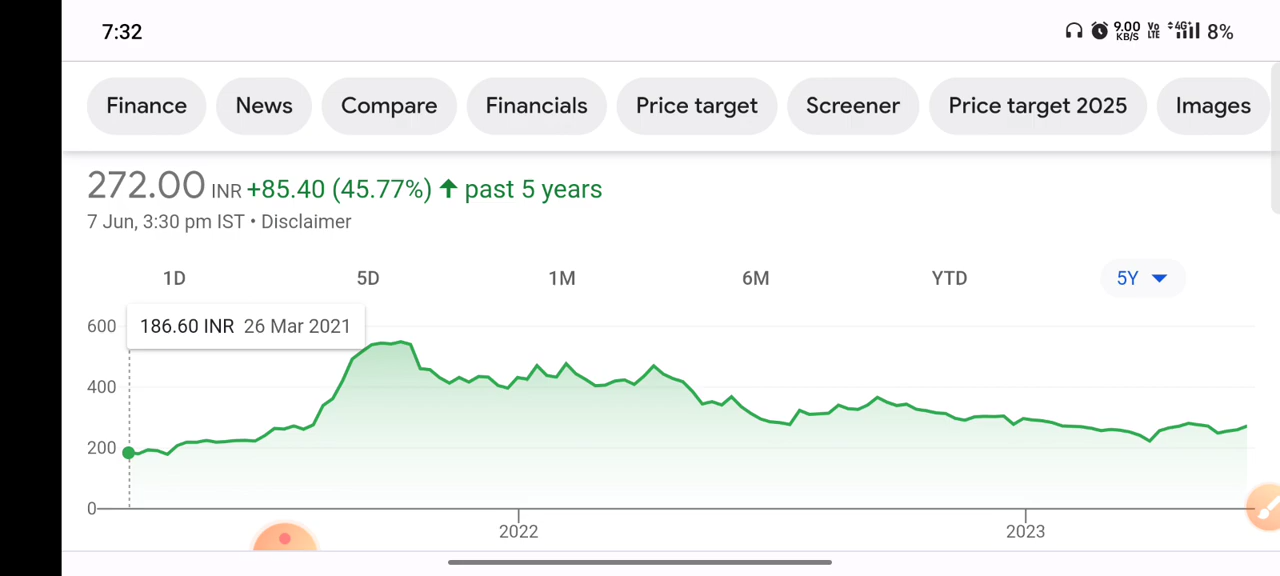 7:32 9.00 KB/S Vo LTE 4G+ 8%
Finance News Compare Financials Price target Screener Price target 2025 Images
272.00 INR +85.40 (45.77%) ↑ past 5 years
7 Jun, 3:30 pm IST • Disclaimer
1D 5D 1M 6M YTD 5Y
600
186.60 INR 26 Mar 2021
400
200
0
2022 2023